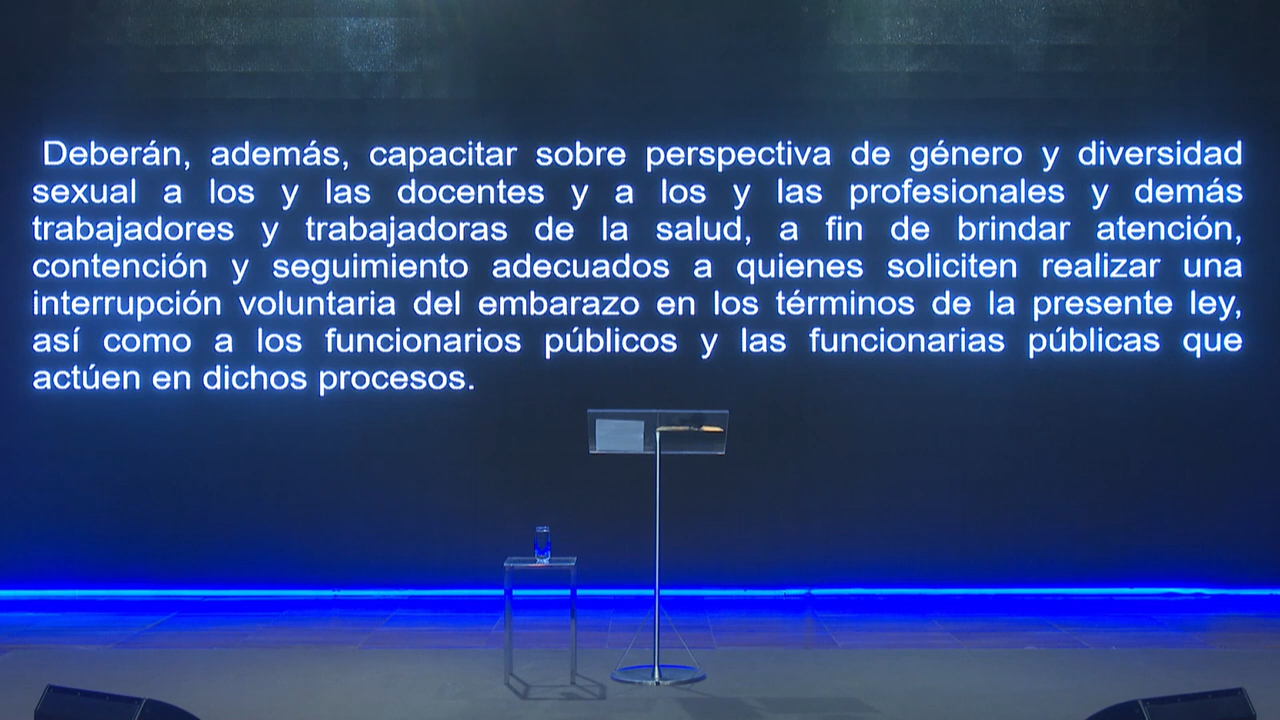 Deberán, además, capacitar sobre perspectiva de género y diversidad
sexual a los y las docentes y a los y las profesionales y demás
trabajadores y trabajadoras de la salud, a fin de brindar atención,
contención y seguimiento adecuados a quienes soliciten realizar una
interrupción voluntaria del embarazo en los términos de la presente ley,
así como a los funcionarios públicos y las funcionarias públicas que
actúen en dichos procesos.